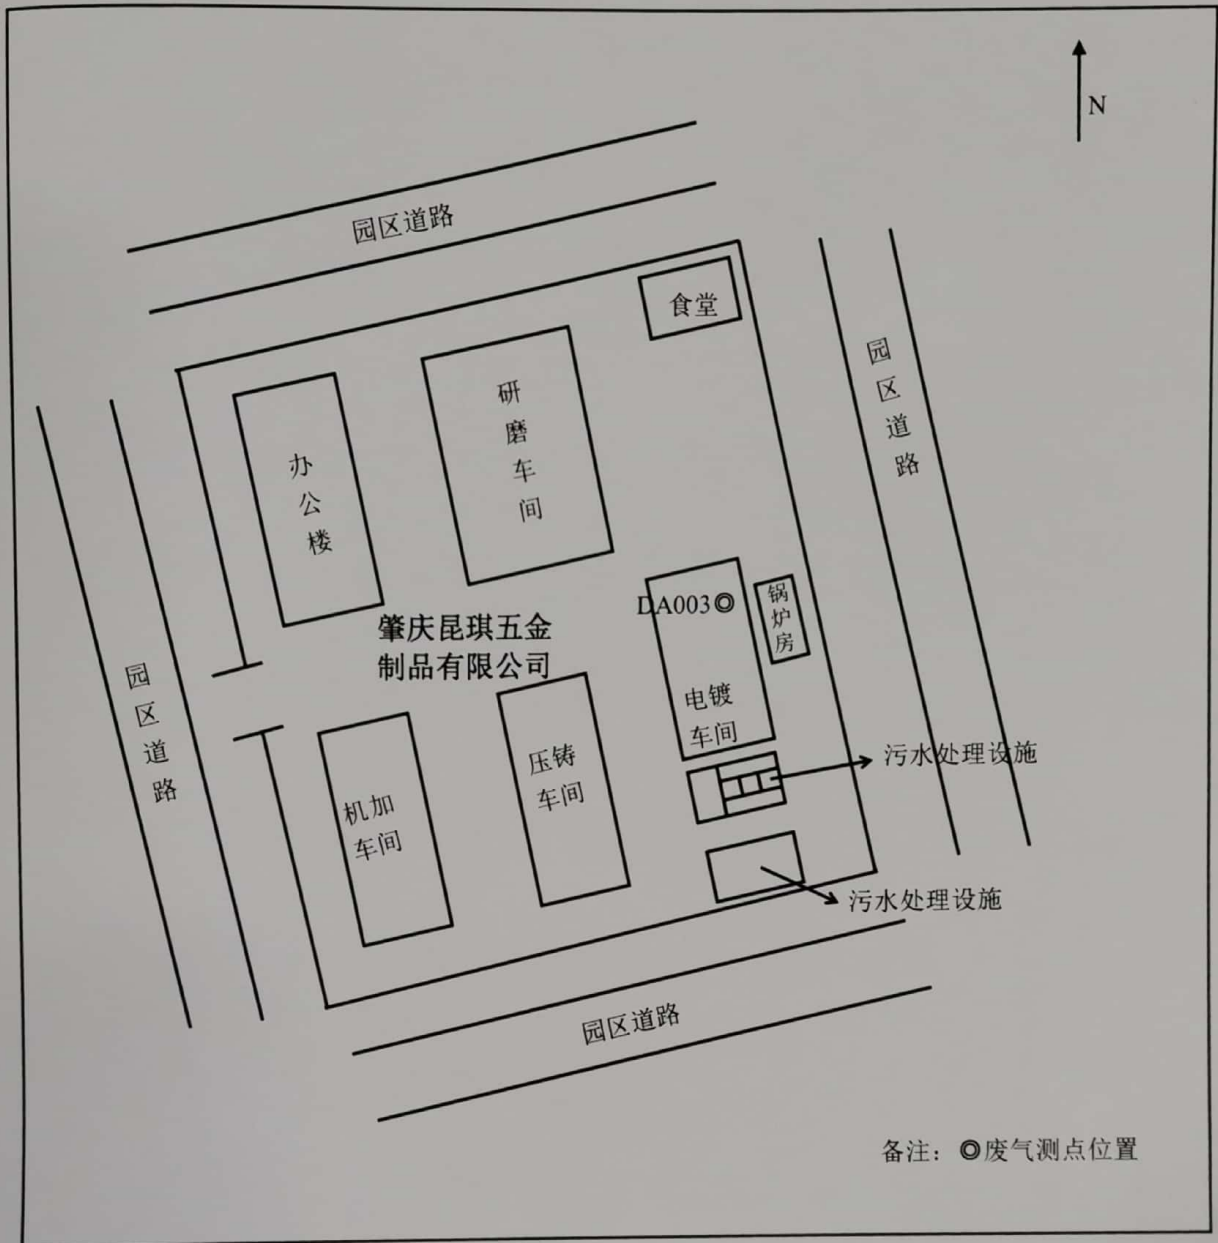 N
园区道路
食堂
研磨车间
园区道路
办公楼
DA003◎
锅炉房
肇庆昆琪五金
制品有限公司
园区道路
电镀
车间
压铸
车间
污水处理设施
机加
车间
污水处理设施
园区道路
备注：◎废气测点位置